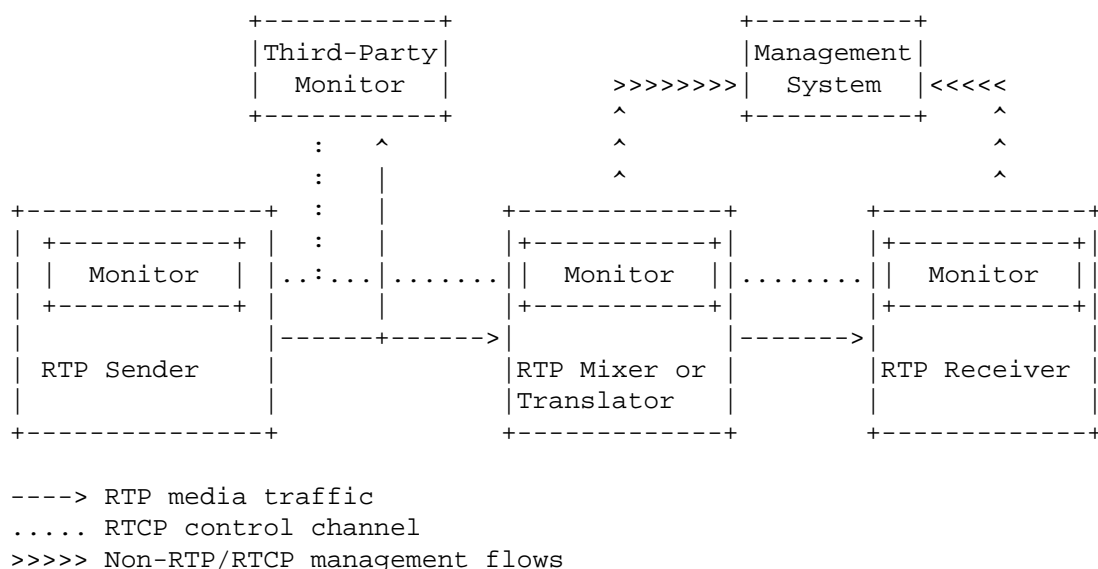 Third-Party
Monitor
Management
System
Monitor
Monitor
Monitor
RTP Sender
RTP Mixer or
Translator
RTP Receiver
----> RTP media traffic
..... RTCP control channel
>>>>> Non-RTP/RTCP management flows